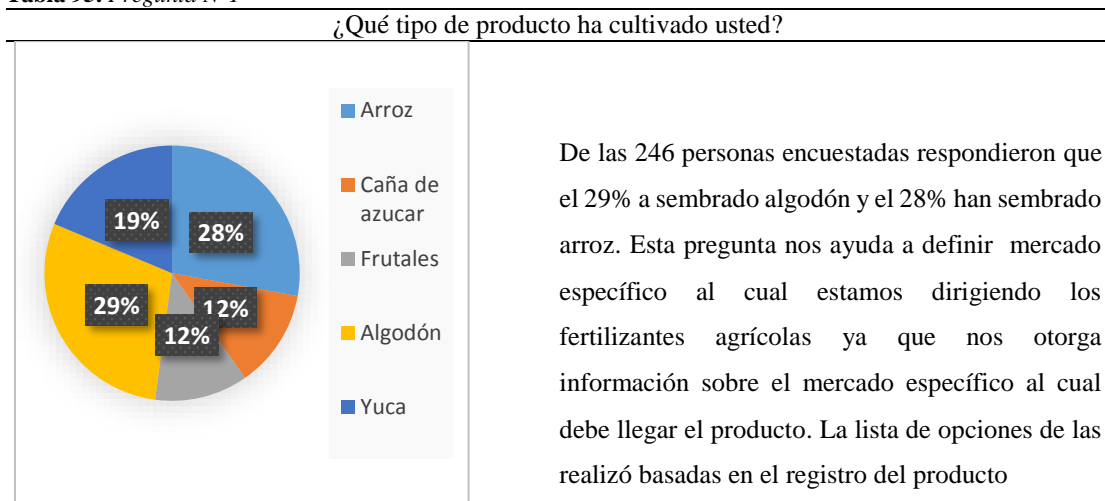 ¿Qué tipo de producto ha cultivado usted?
Arroz
Caña de
azucar
Frutales
Algodón
Yuca
19%
28%
29%
12%
12%
De las 246 personas encuestadas respondieron que
el 29% a sembrado algodón y el 28% han sembrado
arroz. Esta pregunta nos ayuda a definir mercado
específico al cual estamos dirigiendo los
fertilizantes agrícolas ya que nos otorga
información sobre el mercado específico al cual
debe llegar el producto. La lista de opciones de las
realizó basadas en el registro del producto